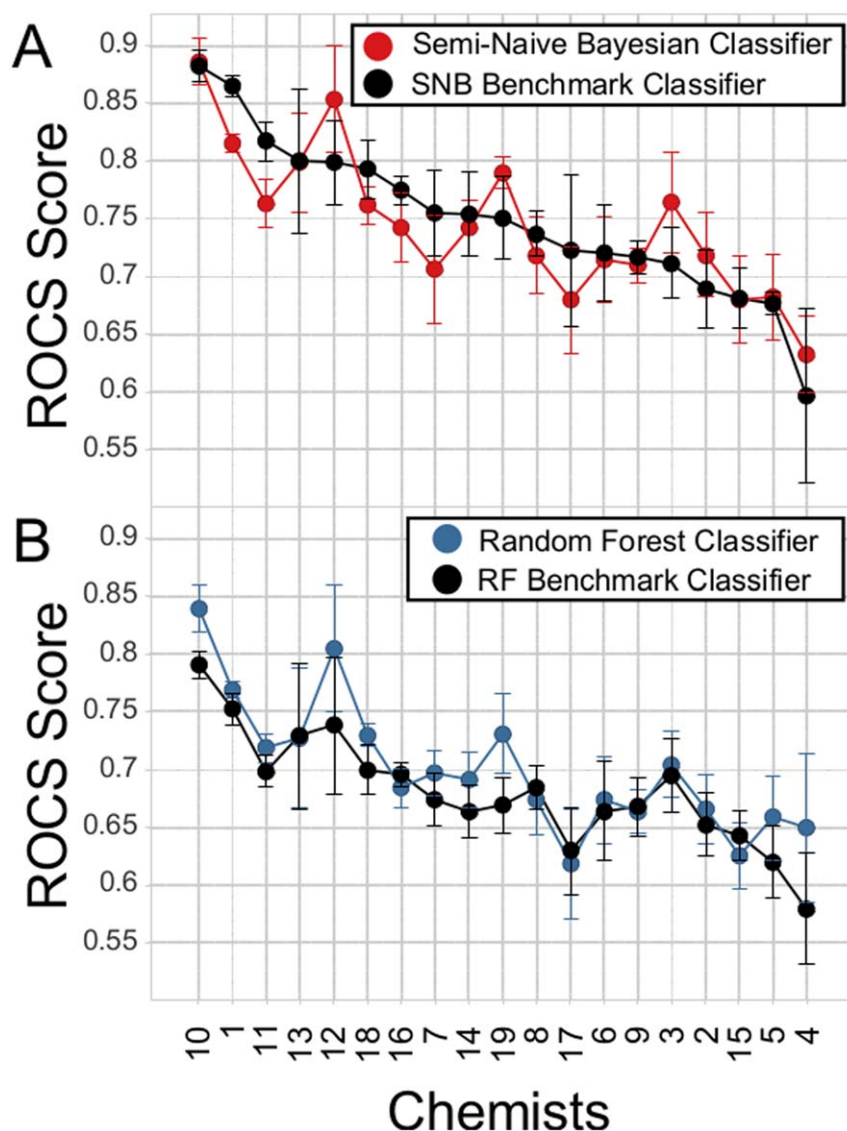 A
Semi-Naive Bayesian Classifier
SNB Benchmark Classifier
0.9
0.85
0.8
0.75
0.7
0.65
0.6
0.55
ROCS Score
B
Random Forest Classifier
RF Benchmark Classifier
0.9
0.85
0.8
0.75
0.7
0.65
0.6
0.55
ROCS Score
10 1 11 13 12 18 16 7 14 19 8 17 6 9 3 2 15 5 4
Chemists